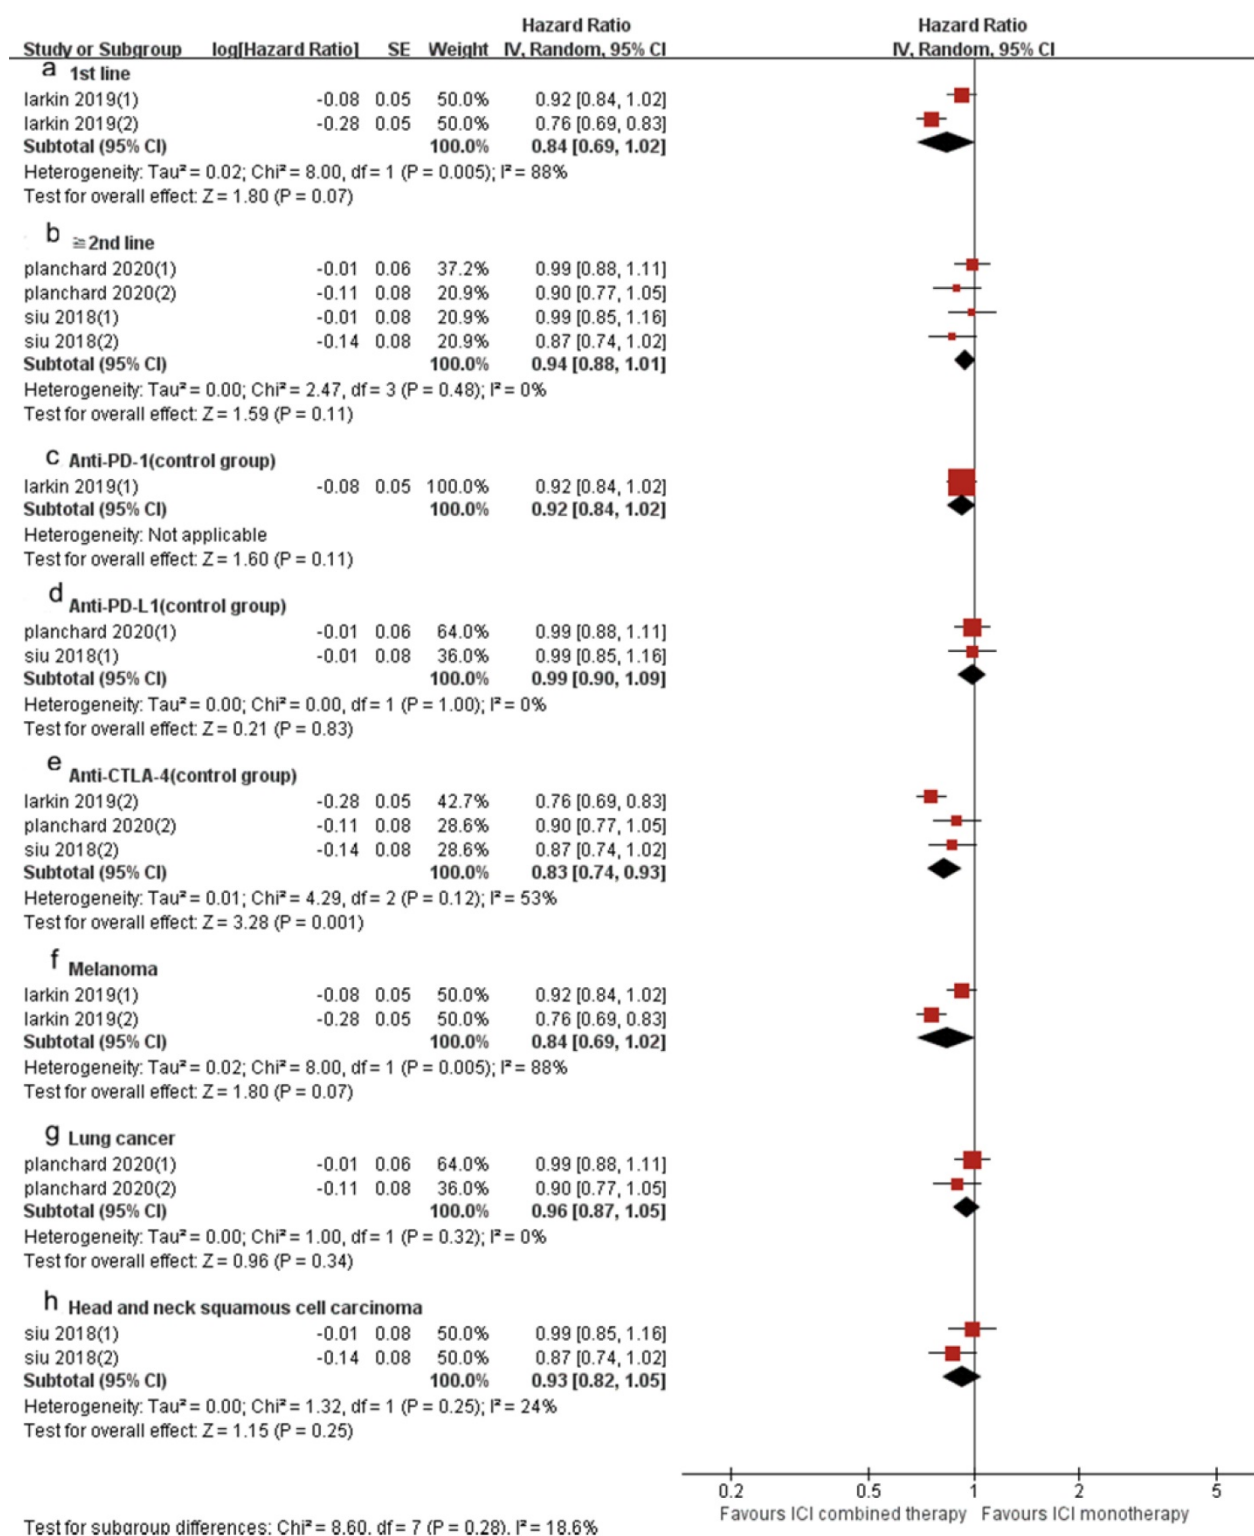 Hazard Ratio Hazard Ratio
Study or Subgroup log[Hazard Ratio] SE Weight IV, Random, 95% CI IV, Random, 95% CI
a 1st line
larkin 2019(1) -0.08 0.05 50.0% 0.92 [0.84, 1.02]
larkin 2019(2) -0.28 0.05 50.0% 0.76 [0.69, 0.83]
Subtotal (95% CI) 100.0% 0.84 [0.69, 1.02]
Heterogeneity: Tau² = 0.02; Chi² = 8.00, df = 1 (P = 0.005); I² = 88%
Test for overall effect: Z = 1.80 (P = 0.07)
b ≧2nd line
planchard 2020(1) -0.01 0.06 37.2% 0.99 [0.88, 1.11]
planchard 2020(2) -0.11 0.08 20.9% 0.90 [0.77, 1.05]
siu 2018(1) -0.01 0.08 20.9% 0.99 [0.85, 1.16]
siu 2018(2) -0.14 0.08 20.9% 0.87 [0.74, 1.02]
Subtotal (95% CI) 100.0% 0.94 [0.88, 1.01]
Heterogeneity: Tau² = 0.00; Chi² = 2.47, df = 3 (P = 0.48); I² = 0%
Test for overall effect: Z = 1.59 (P = 0.11)
c Anti-PD-1(control group)
larkin 2019(1) -0.08 0.05 100.0% 0.92 [0.84, 1.02]
Subtotal (95% CI) 100.0% 0.92 [0.84, 1.02]
Heterogeneity: Not applicable
Test for overall effect: Z = 1.60 (P = 0.11)
d Anti-PD-L1(control group)
planchard 2020(1) -0.01 0.06 64.0% 0.99 [0.88, 1.11]
siu 2018(1) -0.01 0.08 36.0% 0.99 [0.85, 1.16]
Subtotal (95% CI) 100.0% 0.99 [0.90, 1.09]
Heterogeneity: Tau² = 0.00; Chi² = 0.00, df = 1 (P = 1.00); I² = 0%
Test for overall effect: Z = 0.21 (P = 0.83)
e Anti-CTLA-4(control group)
larkin 2019(2) -0.28 0.05 42.7% 0.76 [0.69, 0.83]
planchard 2020(2) -0.11 0.08 28.6% 0.90 [0.77, 1.05]
siu 2018(2) -0.14 0.08 28.6% 0.87 [0.74, 1.02]
Subtotal (95% CI) 100.0% 0.83 [0.74, 0.93]
Heterogeneity: Tau² = 0.01; Chi² = 4.29, df = 2 (P = 0.12); I² = 53%
Test for overall effect: Z = 3.28 (P = 0.001)
f Melanoma
larkin 2019(1) -0.08 0.05 50.0% 0.92 [0.84, 1.02]
larkin 2019(2) -0.28 0.05 50.0% 0.76 [0.69, 0.83]
Subtotal (95% CI) 100.0% 0.84 [0.69, 1.02]
Heterogeneity: Tau² = 0.02; Chi² = 8.00, df = 1 (P = 0.005); I² = 88%
Test for overall effect: Z = 1.80 (P = 0.07)
g Lung cancer
planchard 2020(1) -0.01 0.06 64.0% 0.99 [0.88, 1.11]
planchard 2020(2) -0.11 0.08 36.0% 0.90 [0.77, 1.05]
Subtotal (95% CI) 100.0% 0.96 [0.87, 1.05]
Heterogeneity: Tau² = 0.00; Chi² = 1.00, df = 1 (P = 0.32); I² = 0%
Test for overall effect: Z = 0.96 (P = 0.34)
h Head and neck squamous cell carcinoma
siu 2018(1) -0.01 0.08 50.0% 0.99 [0.85, 1.16]
siu 2018(2) -0.14 0.08 50.0% 0.87 [0.74, 1.02]
Subtotal (95% CI) 100.0% 0.93 [0.82, 1.05]
Heterogeneity: Tau² = 0.00; Chi² = 1.32, df = 1 (P = 0.25); I² = 24%
Test for overall effect: Z = 1.15 (P = 0.25)
0.2 0.5 1 2 5
Favours ICI combined therapy Favours ICI monotherapy
Test for subgroup differences: Chi² = 8.60, df = 7 (P = 0.28), I² = 18.6%